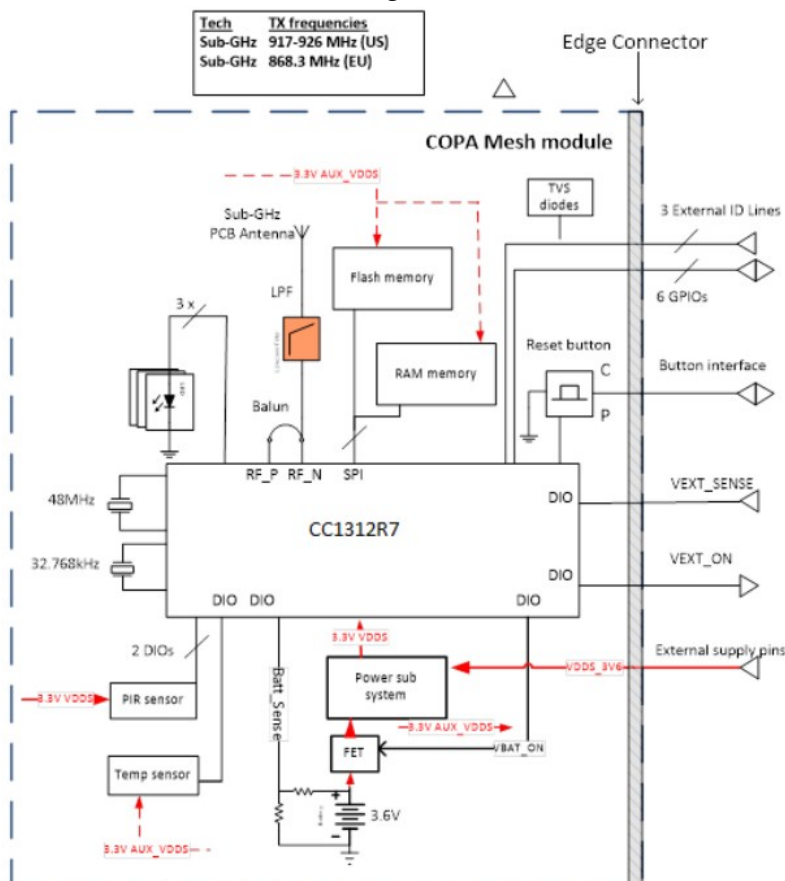 Tech TX frequencies
Sub-GHz 917-926 MHz (US)
Sub-GHz 868.3 MHz (EU)
Edge Connector
COPA Mesh module
3.3V AUX_VDDS
TVS
diodes
3 External ID Lines
Sub-GHz
PCB Antenna
Flash memory
6 GPIOs
LPF
3 x
Reset button
RAM memory
C
Button interface
Balun
P
RF_P RF_N SPI
48MHz
DIO
VEXT_SENSE
CC1312R7
32.768kHz
VEXT_ON
DIO
DIO DIO
DIO
2 DIOs
3.3V VDDS
External supply pins
Batt_Sense
VDDS_3V6
Power sub
system
3.3V VDDS
PIR sensor
3.3V AUX_VDDS
VBAT_ON
FET
Temp sensor
+
3.6V
-
3.3V AUX_VDDS